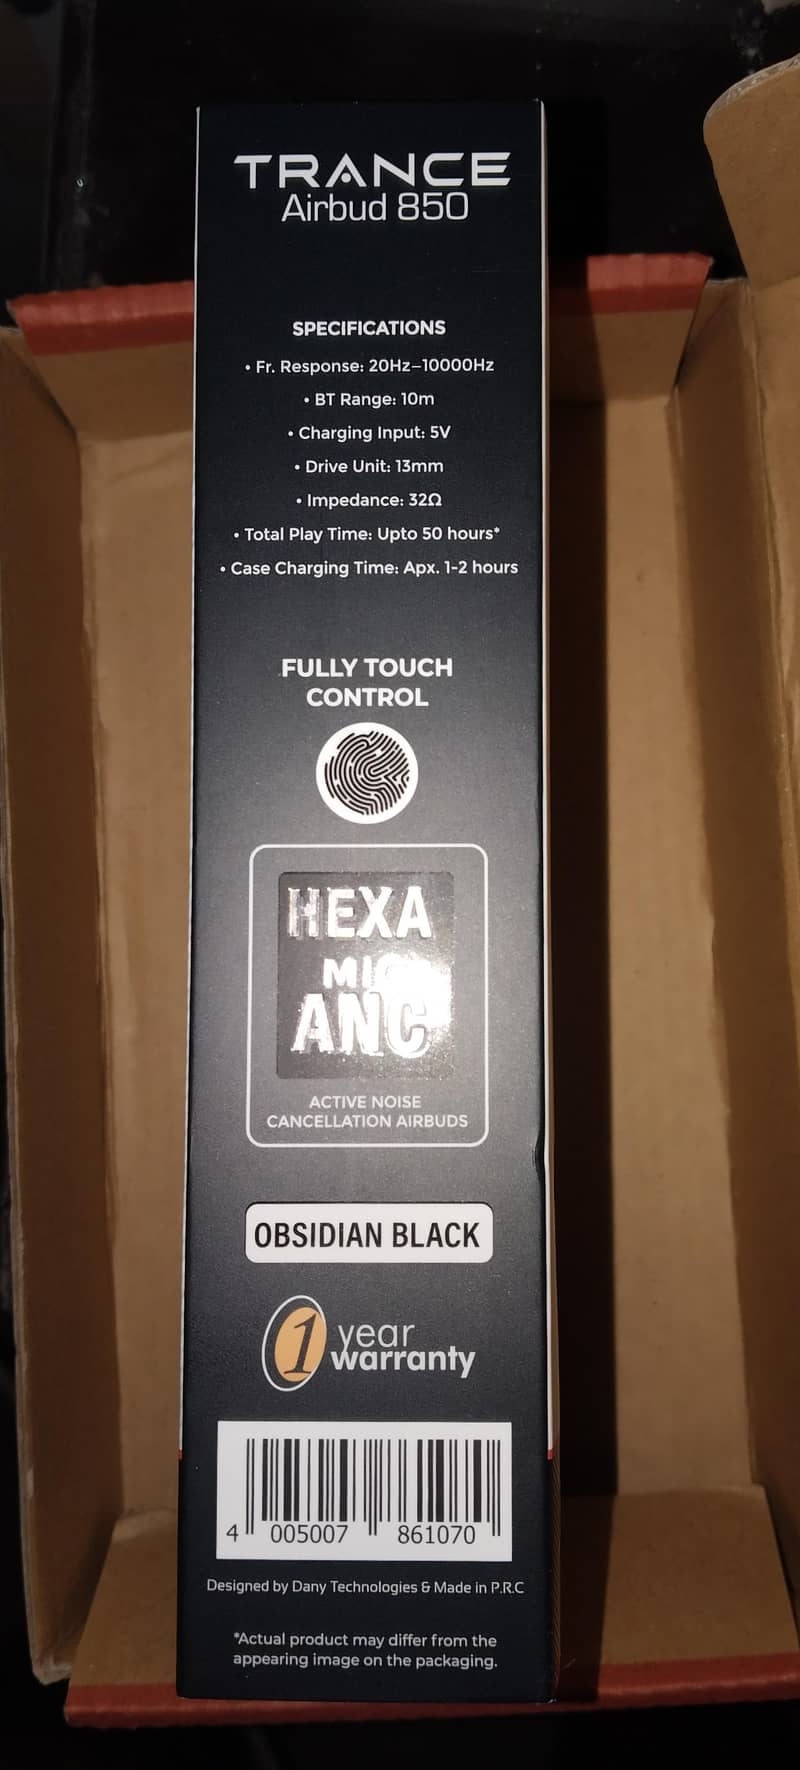 TRANCE
Airbud 850
SPECIFICATIONS
• Fr. Response: 20Hz–10000Hz
• BT Range: 10m
• Charging Input: 5V
• Drive Unit: 13mm
• Impedance: 32Ω
• Total Play Time: Upto 50 hours*
• Case Charging Time: Apx. 1-2 hours
FULLY TOUCH
CONTROL
HEXA
MIC
ANC
ACTIVE NOISE
CANCELLATION AIRBUDS
OBSIDIAN BLACK
1 year
warranty
4 005007 861070
Designed by Dany Technologies & Made in P.R.C
*Actual product may differ from the
appearing image on the packaging.